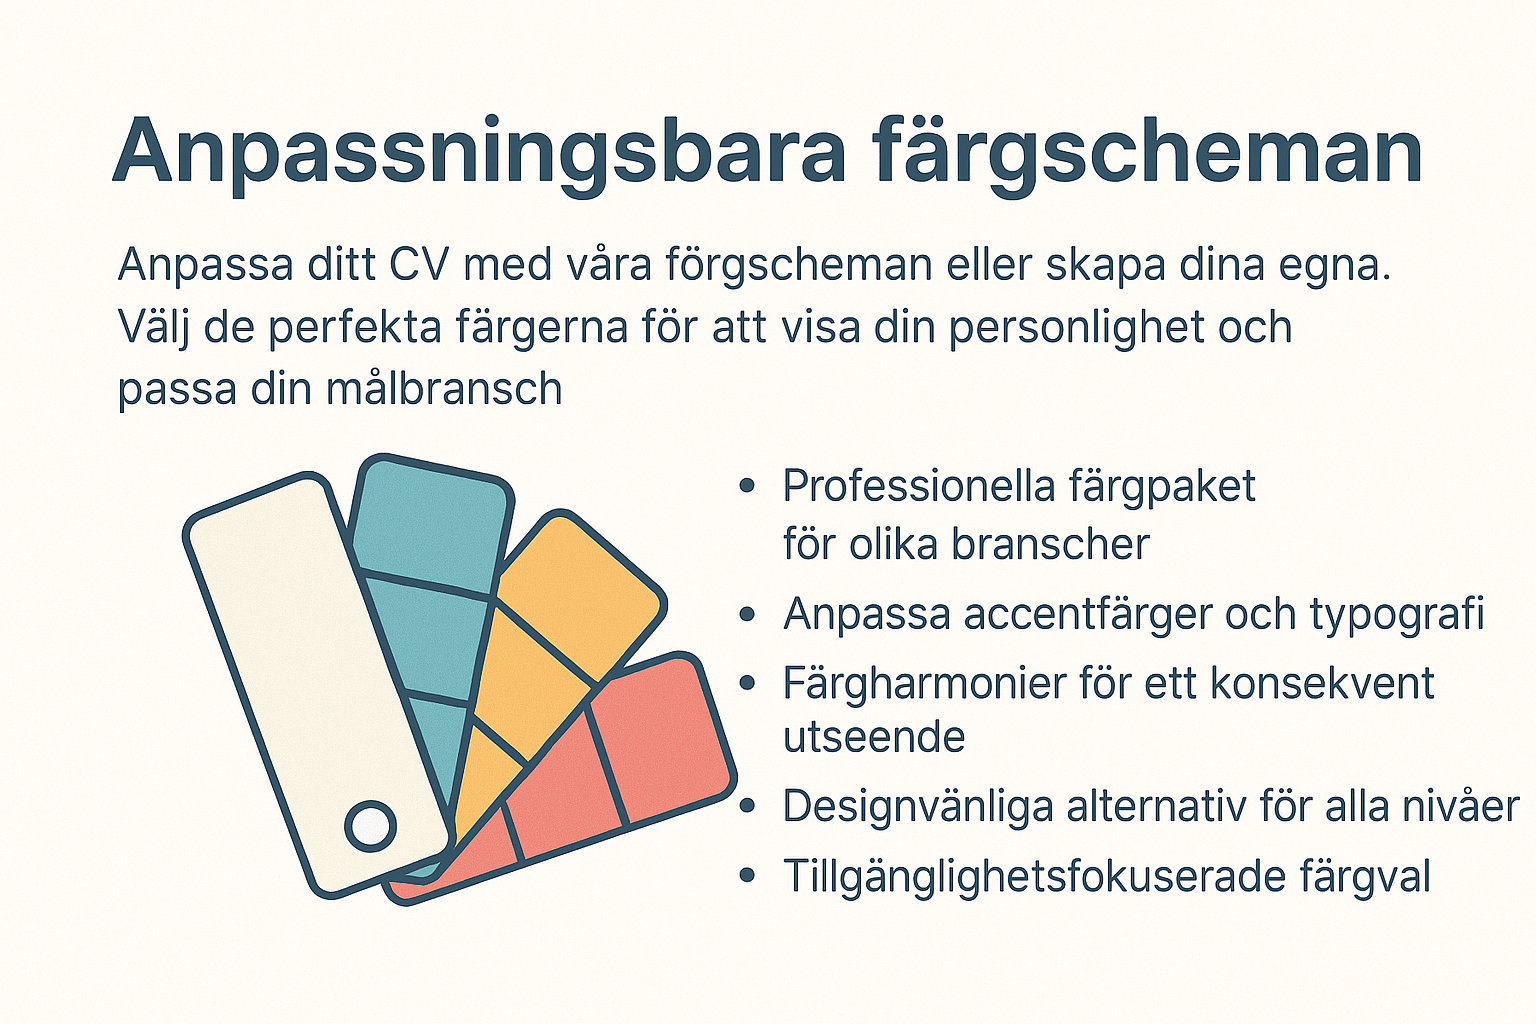 Anpassningsbara färgscheman
Anpassa ditt CV med våra förgscheman eller skapa dina egna.
Välj de perfekta färgerna för att visa din personlighet och
passa din målbransch
• Professionella färgpaket
för olika branscher
• Anpassa accentfärger och typografi
• Färgharmonier för ett konsekvent
utseende
• Designvänliga alternativ för alla nivåer
• Tillgänglighetsfokuserade färgval